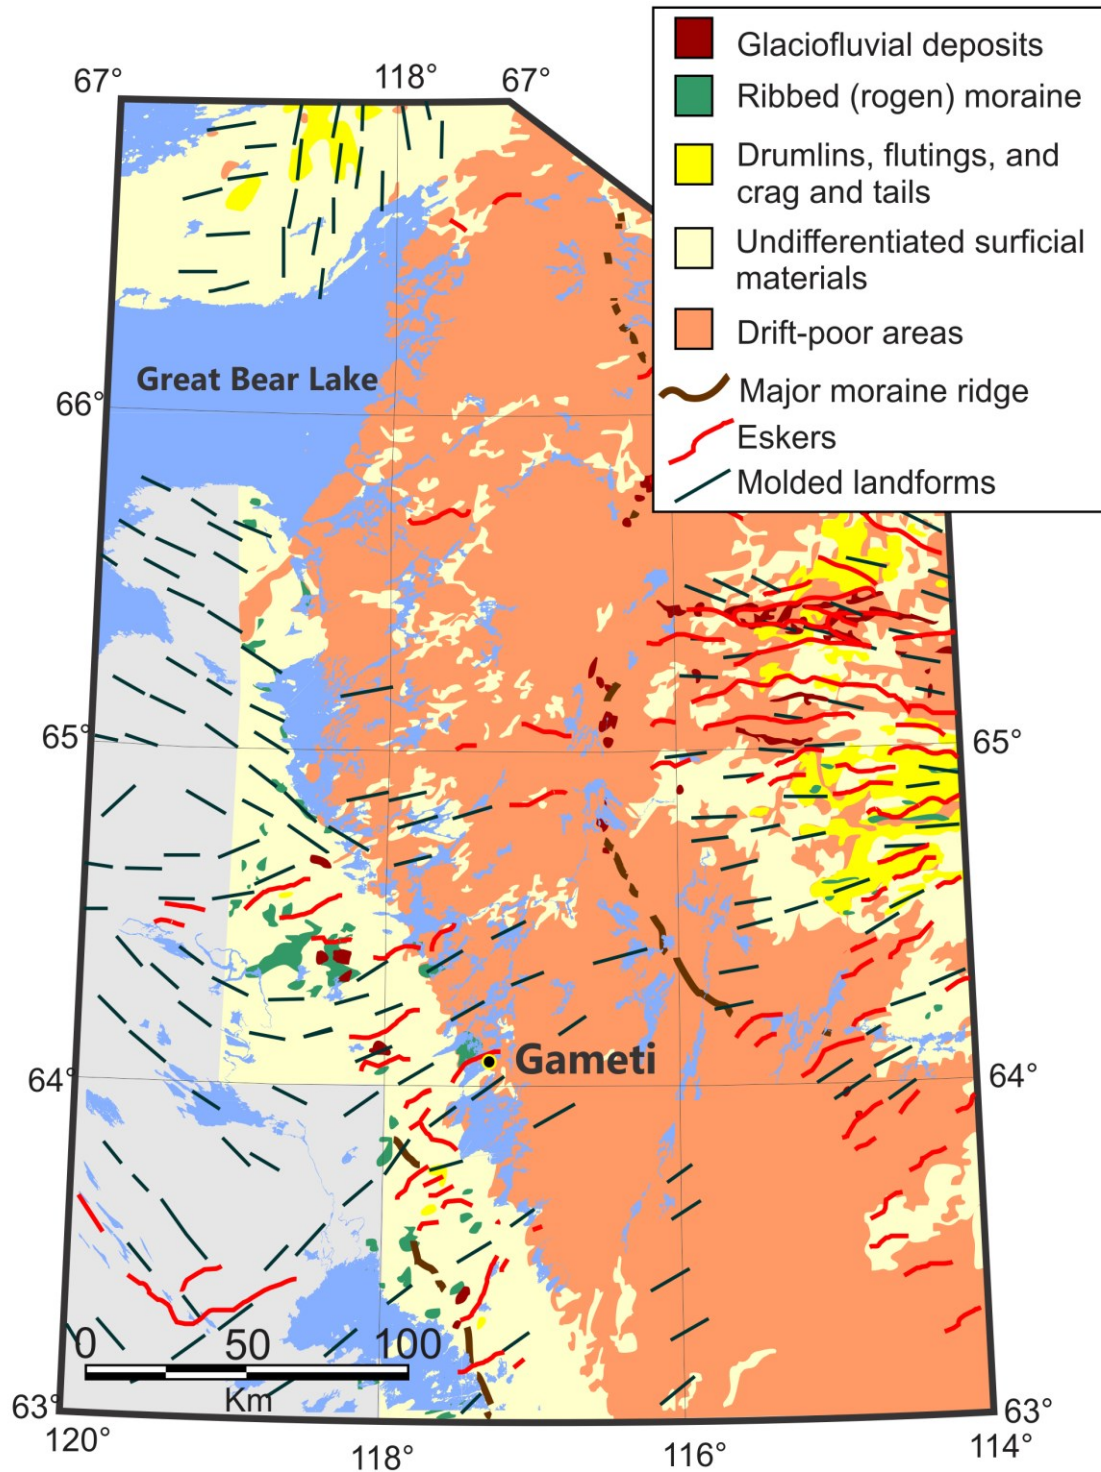 Glaciofluvial deposits
Ribbed (rogen) moraine
Drumlins, flutings, and
crag and tails
Undifferentiated surficial
materials
Drift-poor areas
Major moraine ridge
Eskers
Molded landforms
67°
118°
67°
Great Bear Lake
66°
65°
65°
Gameti
64°
64°
0
50
100
Km
63°
63°
120°
118°
116°
114°